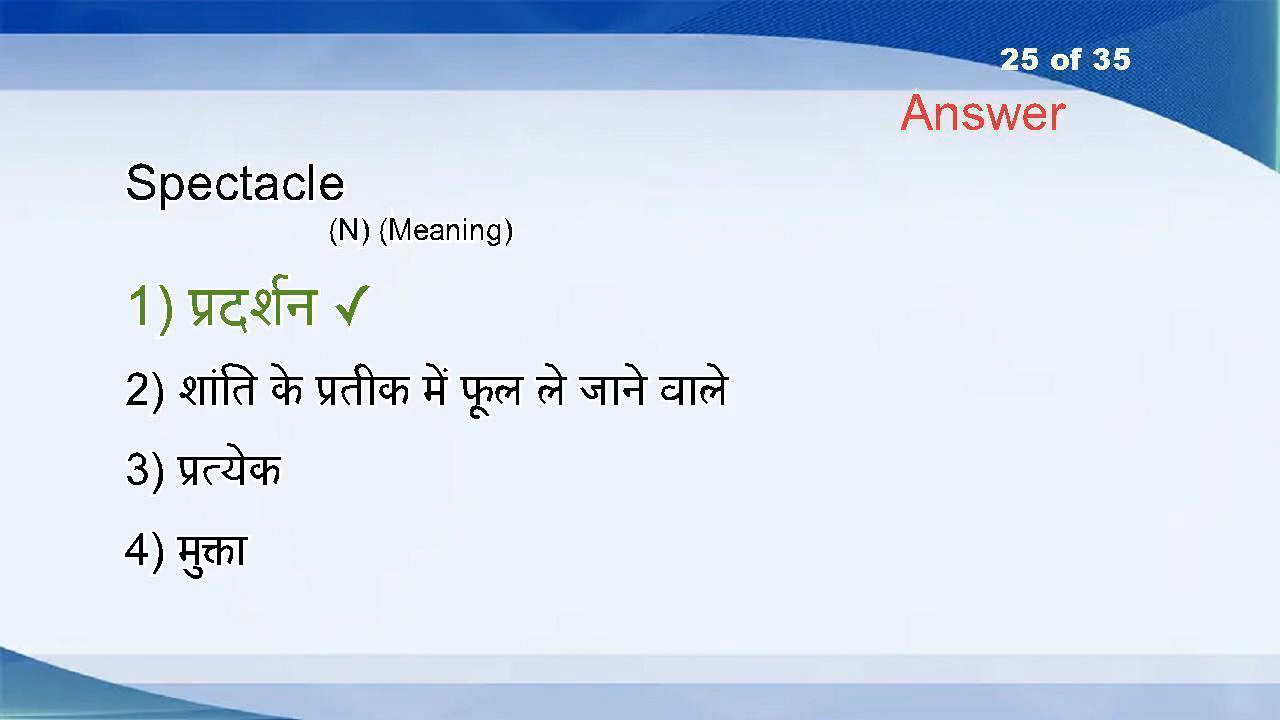 25 of 35
Answer
Spectacle
(N) (Meaning)
1) प्रदर्शन ✓
2) शांति के प्रतीक में फूल ले जाने वाले
3) प्रत्येक
4) मुक्ता